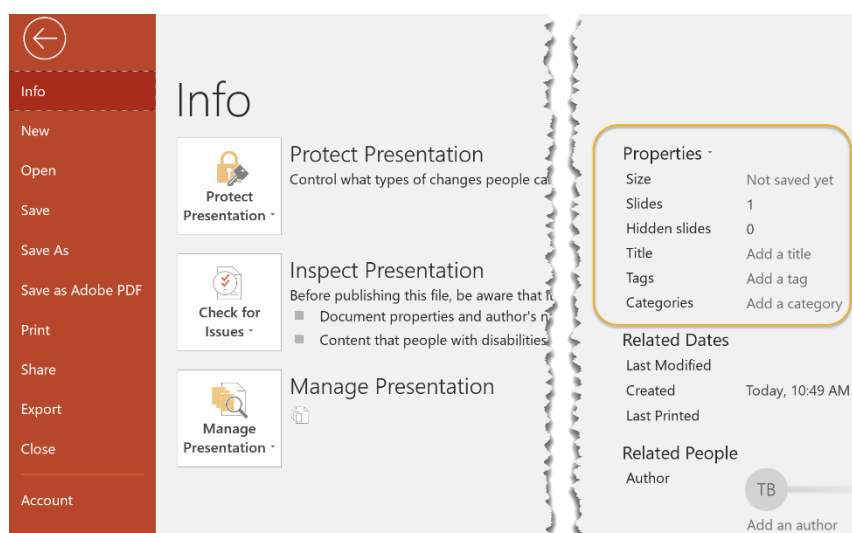 Info
New
Open
Save
Save As
Save as Adobe PDF
Print
Share
Export
Close
Account
Info
Protect
Presentation
Protect Presentation
Control what types of changes people
Check for
Issues
Inspect Presentation
Before publishing this file, be aware that
Document properties and author's
Content that people with disabilities
Manage
Presentation
Manage Presentation
Properties
Size Not saved yet
Slides 1
Hidden slides 0
Title Add a title
Tags Add a tag
Categories Add a category
Related Dates
Last Modified
Created Today, 10:49 AM
Last Printed
Related People
Author TB
Add an author